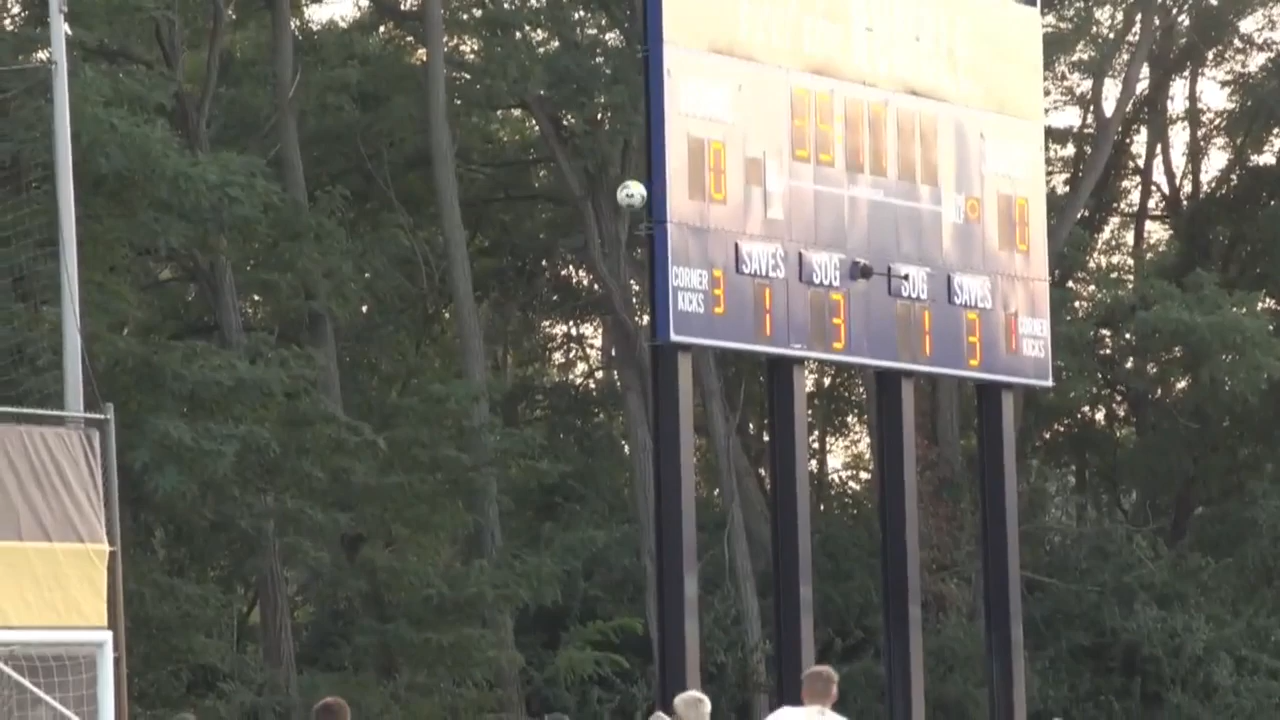 0
0
SAVES SOG SOG SAVES
CORNER KICKS 3 1 3 1 3 1 CORNER KICKS